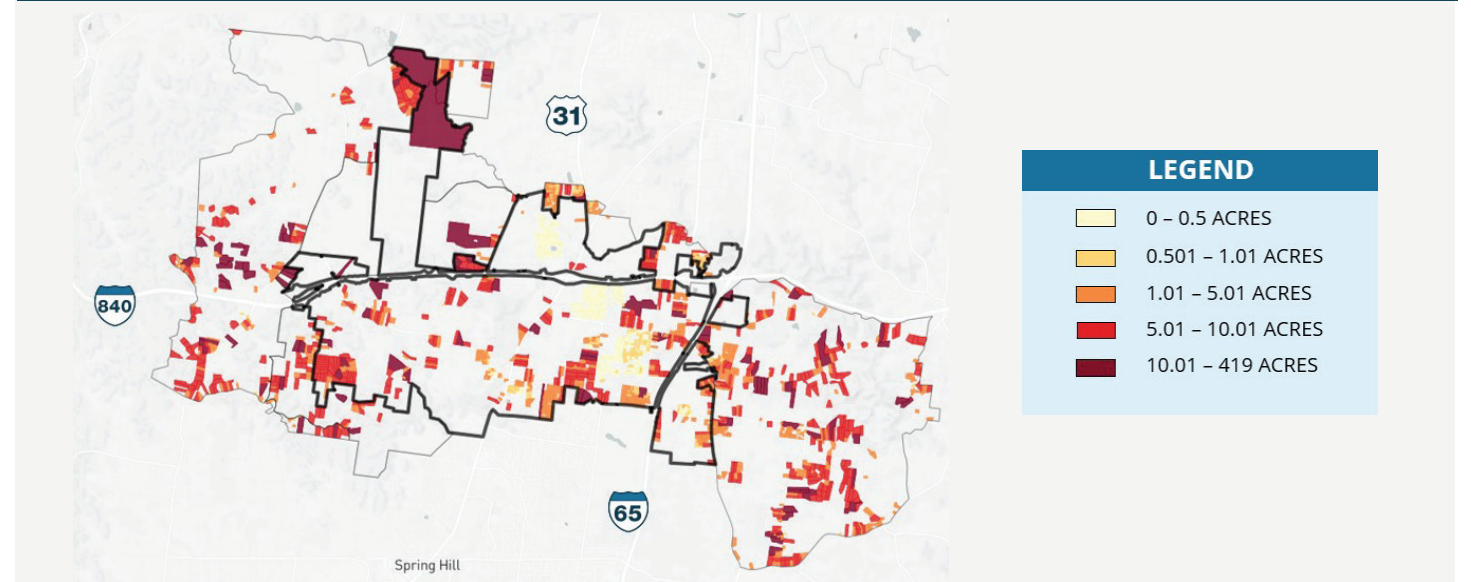 31
840
65
Spring Hill
LEGEND
0 – 0.5 ACRES
0.501 – 1.01 ACRES
1.01 – 5.01 ACRES
5.01 – 10.01 ACRES
10.01 – 419 ACRES